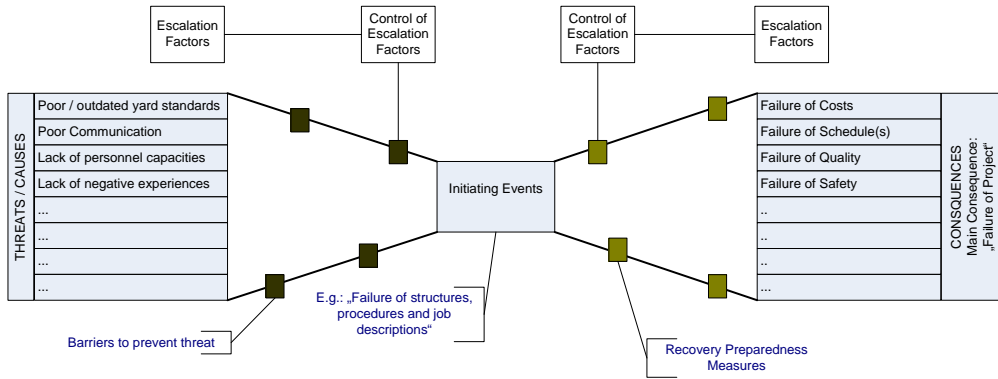 Escalation
Factors
Control of
Escalation
Factors
Control of
Escalation
Factors
Escalation
Factors
THREATS / CAUSES
Poor / outdated yard standards
Poor Communication
Lack of personnel capacities
Lack of negative experiences
...
...
...
...
Initiating Events
Failure of Costs
Failure of Schedule(s)
Failure of Quality
Failure of Safety
..
..
..
...
CONSQUENCES
Main Consequence:
„Failure of Project“
Barriers to prevent threat
E.g.: „Failure of structures,
procedures and job
descriptions“
Recovery Preparedness
Measures